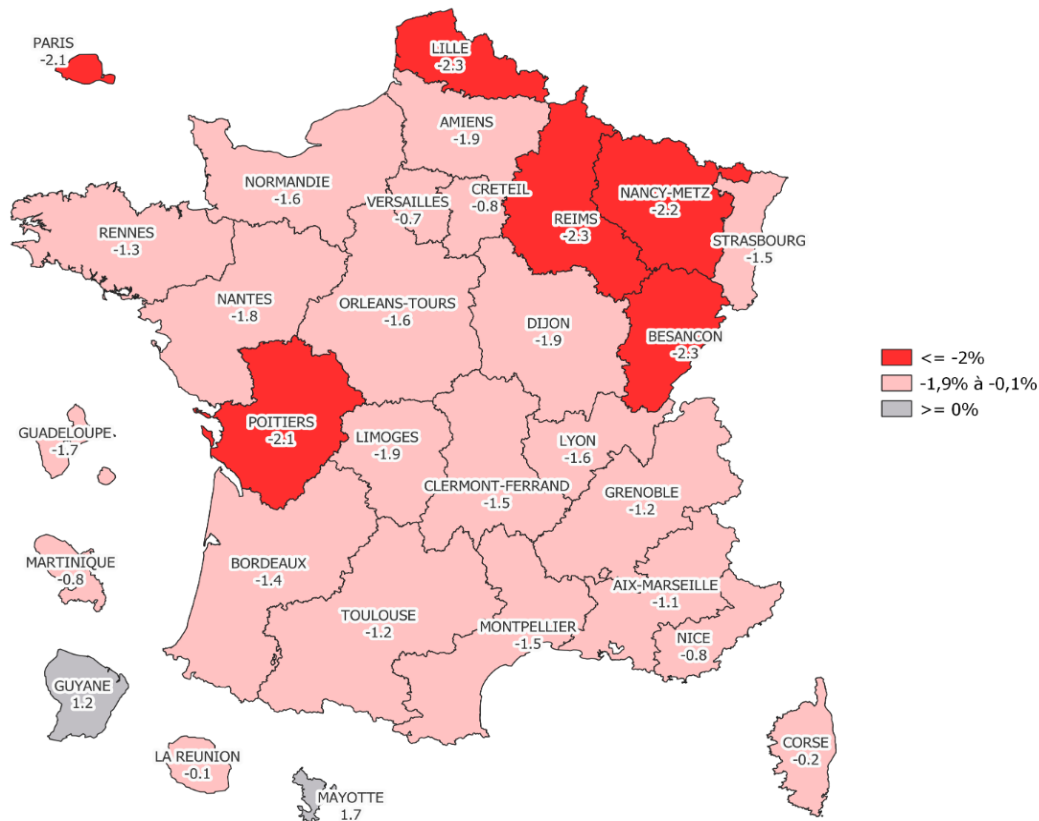 PARIS
-2.1
LILLE
-2.3
AMIENS
-1.9
NORMANDIE
-1.6
VERSAILLES
-0.7
CRETEIL
-0.8
REIMS
-2.3
NANCY-METZ
-2.2
STRASBOURG
-1.5
RENNES
-1.3
NANTES
-1.8
ORLEANS-TOURS
-1.6
DIJON
-1.9
BESANCON
-2.3
<= -2%
-1,9% à -0,1%
>= 0%
GUADELOUPE
-1.7
POITIERS
-2.1
LIMOGES
-1.9
LYON
-1.6
CLERMONT-FERRAND
-1.5
GRENOBLE
-1.2
MARTINIQUE
-0.8
BORDEAUX
-1.4
AIX-MARSEILLE
-1.1
TOULOUSE
-1.2
MONTPELLIER
-1.5
NICE
-0.8
GUYANE
1.2
LA REUNION
-0.1
MAYOTTE
1.7
CORSE
-0.2